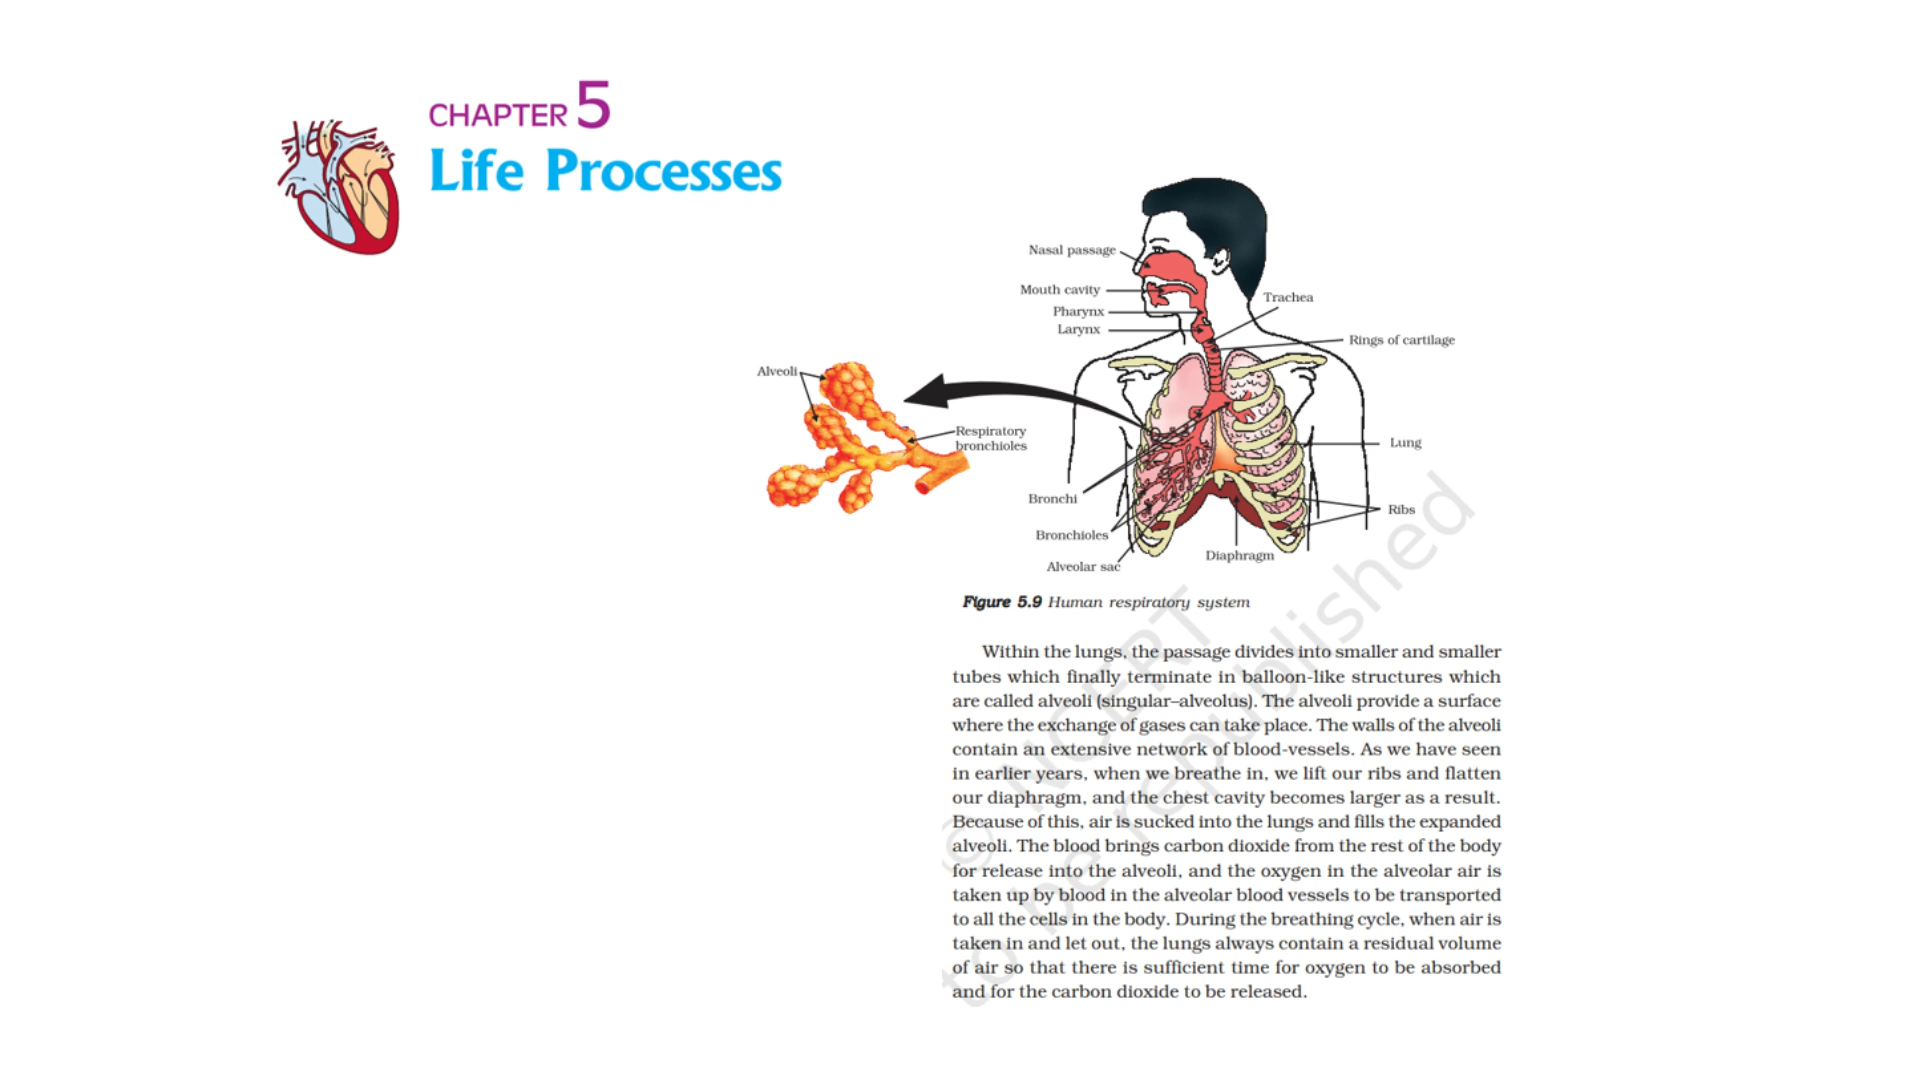 CHAPTER 5
Life Processes
Nasal passage
Mouth cavity
Pharynx
Larynx
Trachea
Rings of cartilage
Alveoli
Respiratory
bronchioles
Lung
Bronchi
Ribs
Bronchioles
Diaphragm
Alveolar sac
Figure 5.9 Human respiratory system
Within the lungs, the passage divides into smaller and smaller
tubes which finally terminate in balloon-like structures which
are called alveoli (singular–alveolus). The alveoli provide a surface
where the exchange of gases can take place. The walls of the alveoli
contain an extensive network of blood-vessels. As we have seen
in earlier years, when we breathe in, we lift our ribs and flatten
our diaphragm, and the chest cavity becomes larger as a result.
Because of this, air is sucked into the lungs and fills the expanded
alveoli. The blood brings carbon dioxide from the rest of the body
for release into the alveoli, and the oxygen in the alveolar air is
taken up by blood in the alveolar blood vessels to be transported
to all the cells in the body. During the breathing cycle, when air is
taken in and let out, the lungs always contain a residual volume
of air so that there is sufficient time for oxygen to be absorbed
and for the carbon dioxide to be released.
© NCERT
to be republished